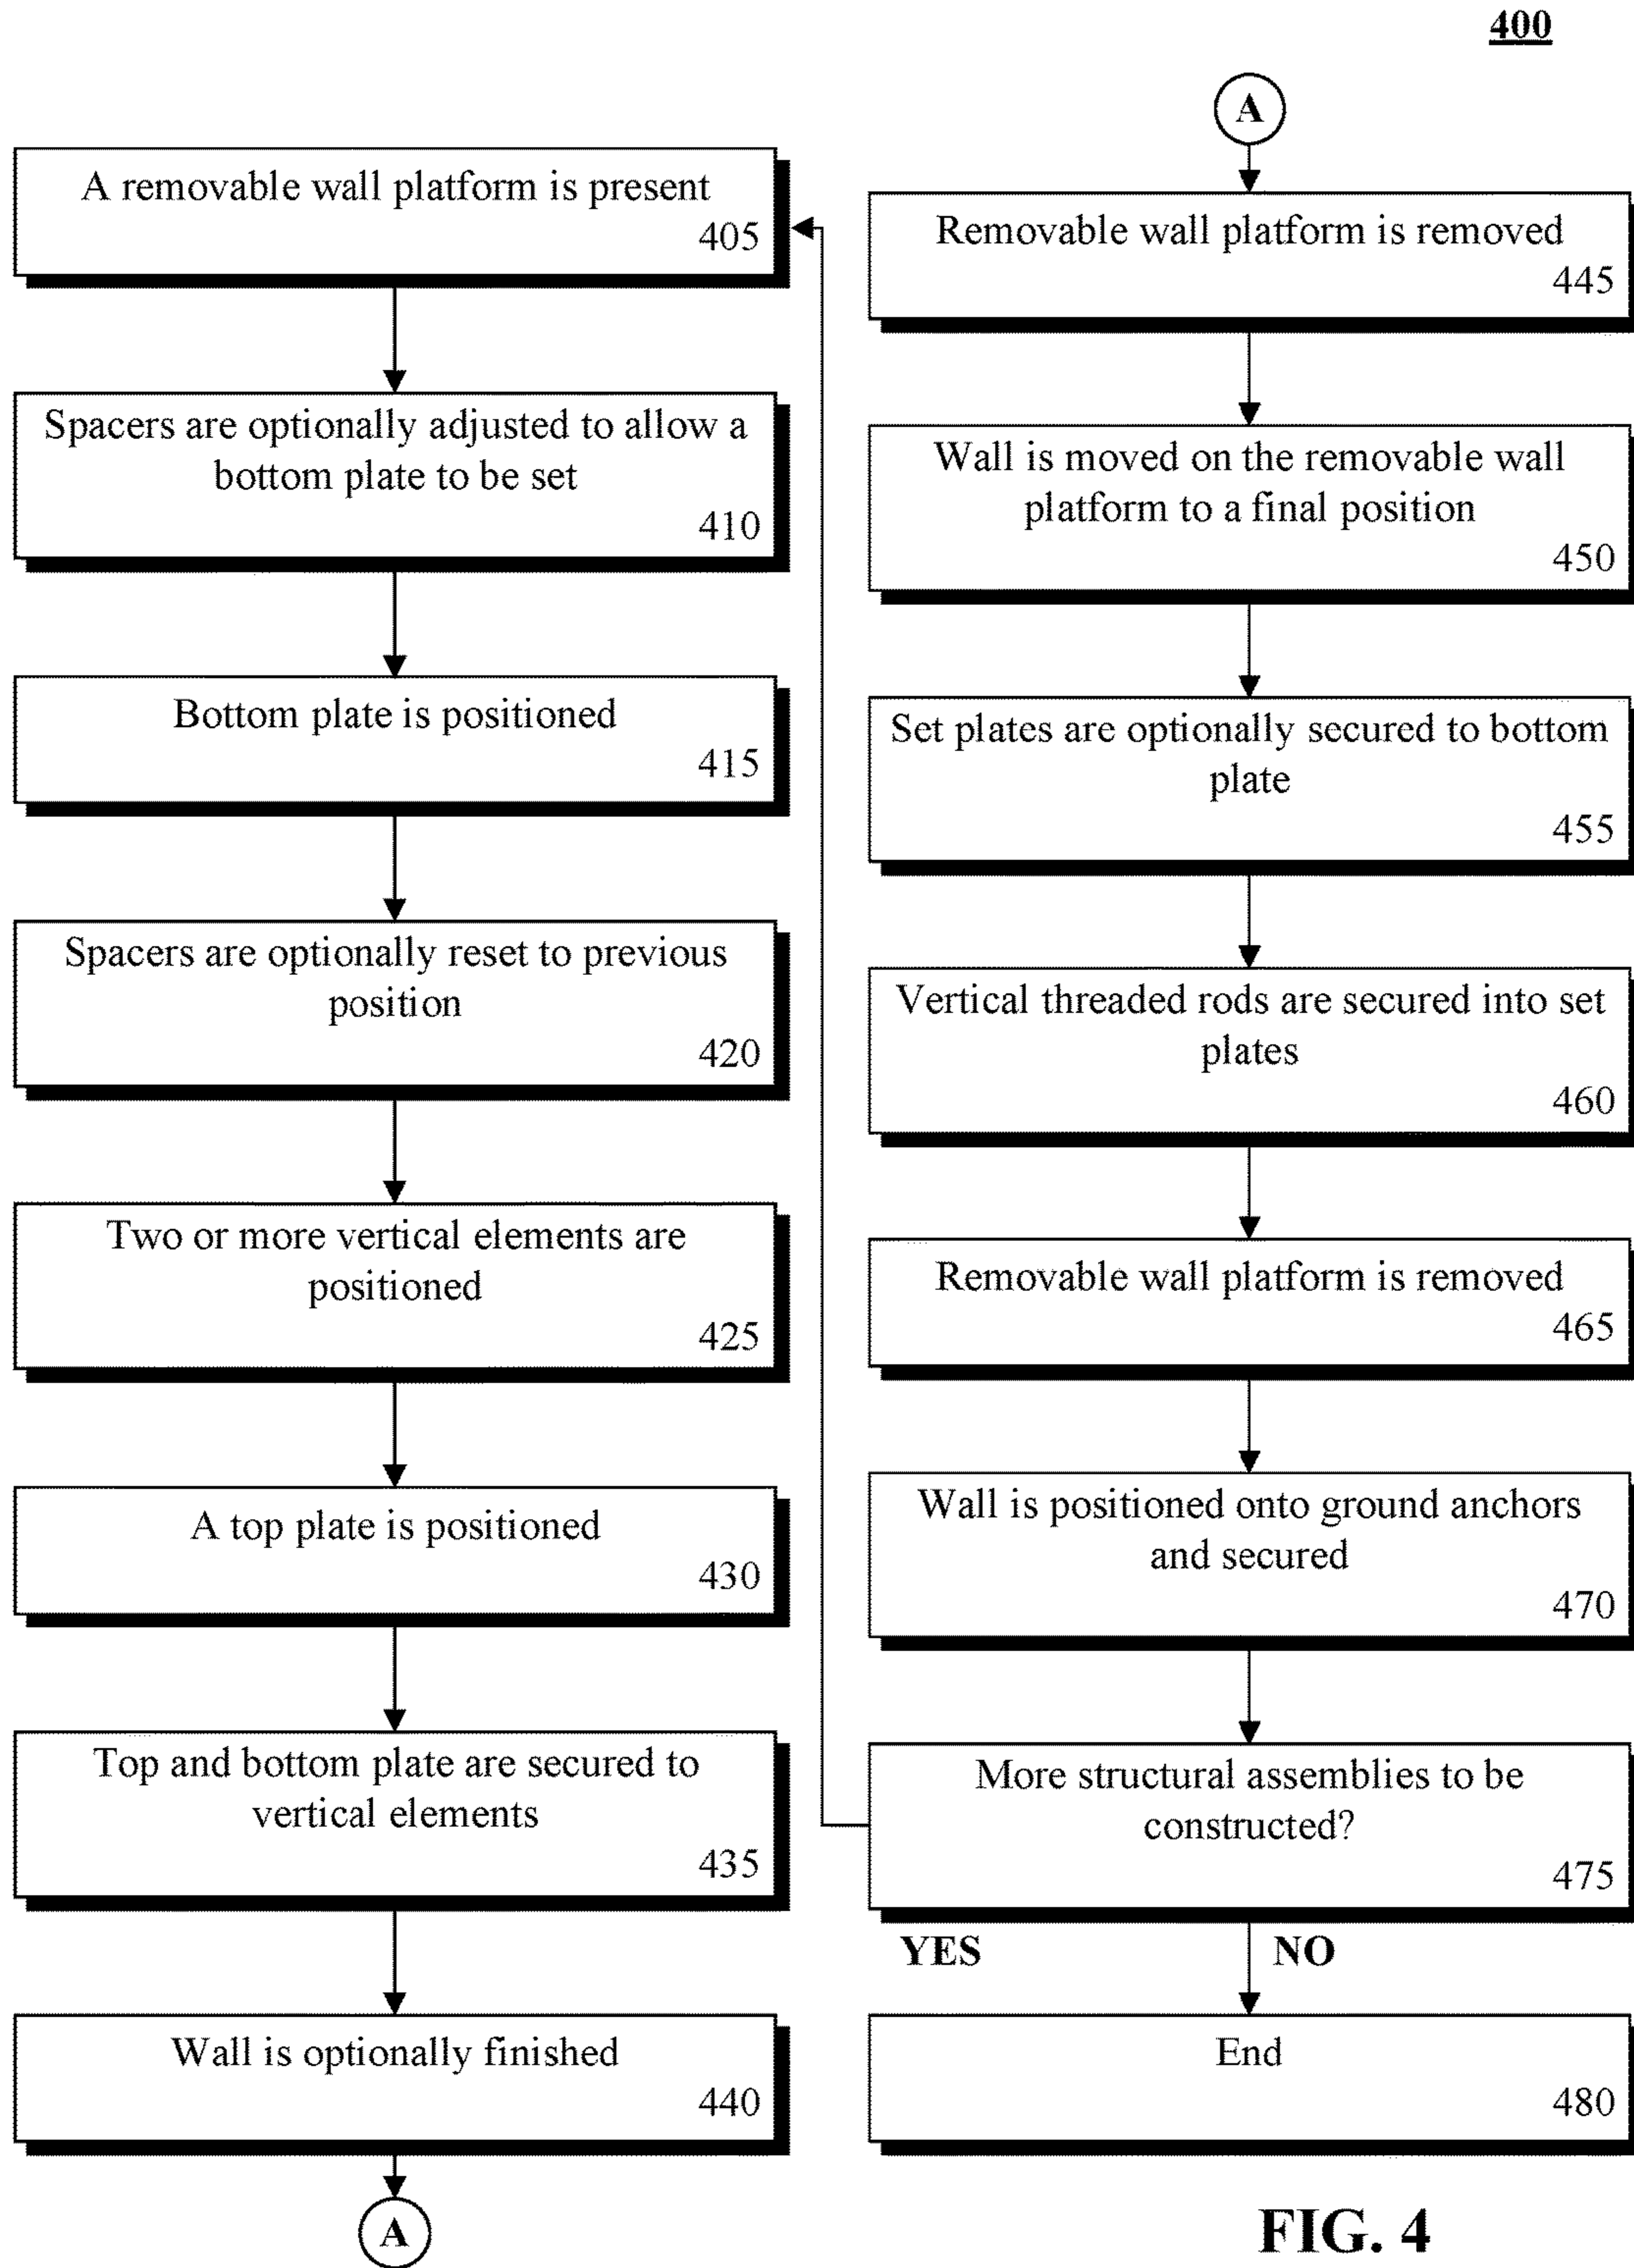 400
A removable wall platform is present
405
Spacers are optionally adjusted to allow a
bottom plate to be set
410
Bottom plate is positioned
415
Spacers are optionally reset to previous
position
420
Two or more vertical elements are
positioned
425
A top plate is positioned
430
Top and bottom plate are secured to
vertical elements
435
Wall is optionally finished
440
A
A
Removable wall platform is removed
445
Wall is moved on the removable wall
platform to a final position
450
Set plates are optionally secured to bottom
plate
455
Vertical threaded rods are secured into set
plates
460
Removable wall platform is removed
465
Wall is positioned onto ground anchors
and secured
470
More structural assemblies to be
constructed?
475
YES
NO
End
480
FIG. 4